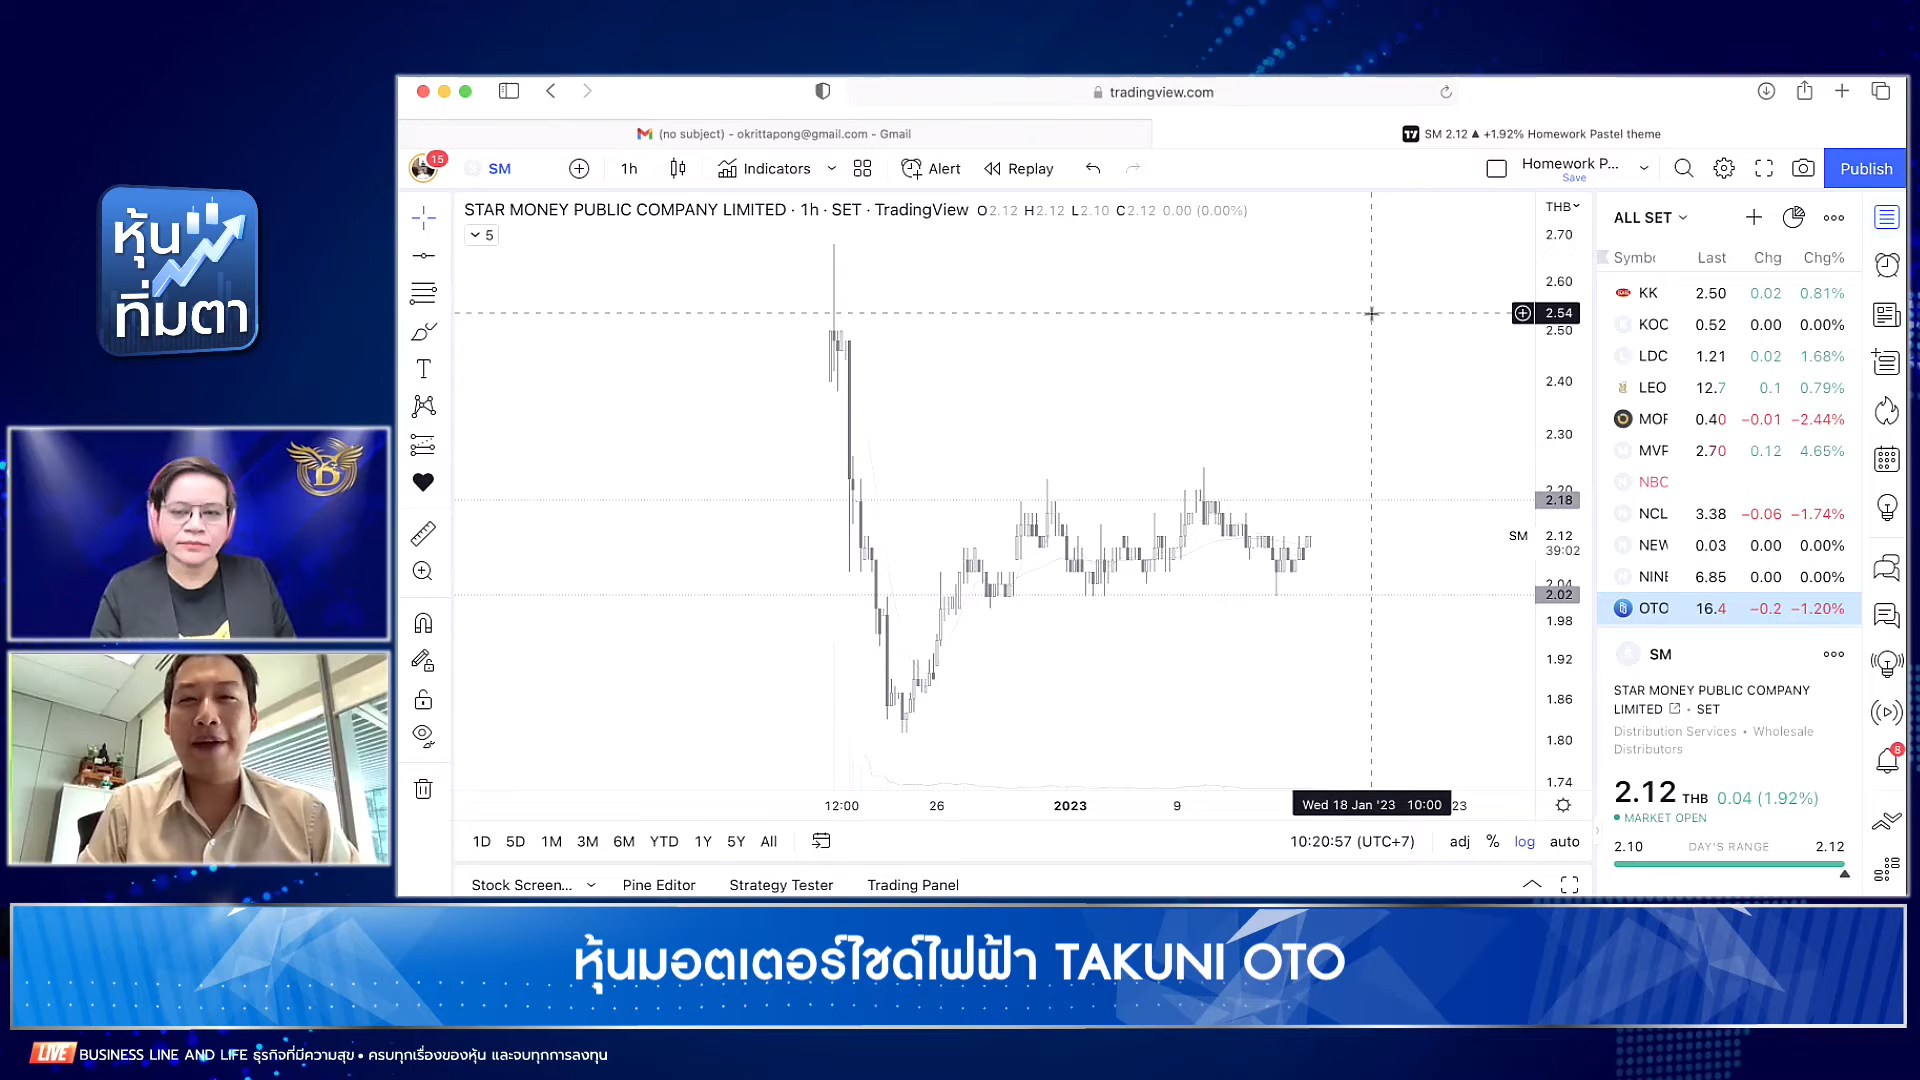 หุ้น
ทิ่มตา
tradingview.com
(no subject) - okrittapong@gmail.com - Gmail
SM 2.12 ▲ +1.92% Homework Pastel theme
15
SM
1h
Indicators
Alert
Replay
Homework P...
Save
Publish
STAR MONEY PUBLIC COMPANY LIMITED · 1h · SET · TradingView O2.12 H2.12 L2.10 C2.12 0.00 (0.00%)
5
THB
2.70
2.60
2.54
2.50
2.40
2.30
2.20
2.18
SM 2.12
39:02
2.04
2.02
1.98
1.92
1.86
1.80
1.74
12:00 26 2023 9 Wed 18 Jan '23 10:00 23
1D 5D 1M 3M 6M YTD 1Y 5Y All
10:20:57 (UTC+7) adj % log auto
Stock Screen... Pine Editor Strategy Tester Trading Panel
ALL SET
Symbo Last Chg Chg%
KK 2.50 0.02 0.81%
KOC 0.52 0.00 0.00%
LDC 1.21 0.02 1.68%
LEO 12.7 0.1 0.79%
MOF 0.40 −0.01 −2.44%
MVF 2.70 0.12 4.65%
NBC
NCL 3.38 −0.06 −1.74%
NEW 0.03 0.00 0.00%
NINE 6.85 0.00 0.00%
OTO 16.4 −0.2 −1.20%
SM
STAR MONEY PUBLIC COMPANY
LIMITED • SET
Distribution Services • Wholesale
Distributors
2.12 THB 0.04 (1.92%)
MARKET OPEN
2.10 DAY'S RANGE 2.12
8
หุ้นมอตเตอร์ไซด์ไฟฟ้า TAKUNI OTO
LIVE BUSINESS LINE AND LIFE ธุรกิจที่มีความสุข • ครบทุกเรื่องของหุ้น และจบทุกการลงทุน